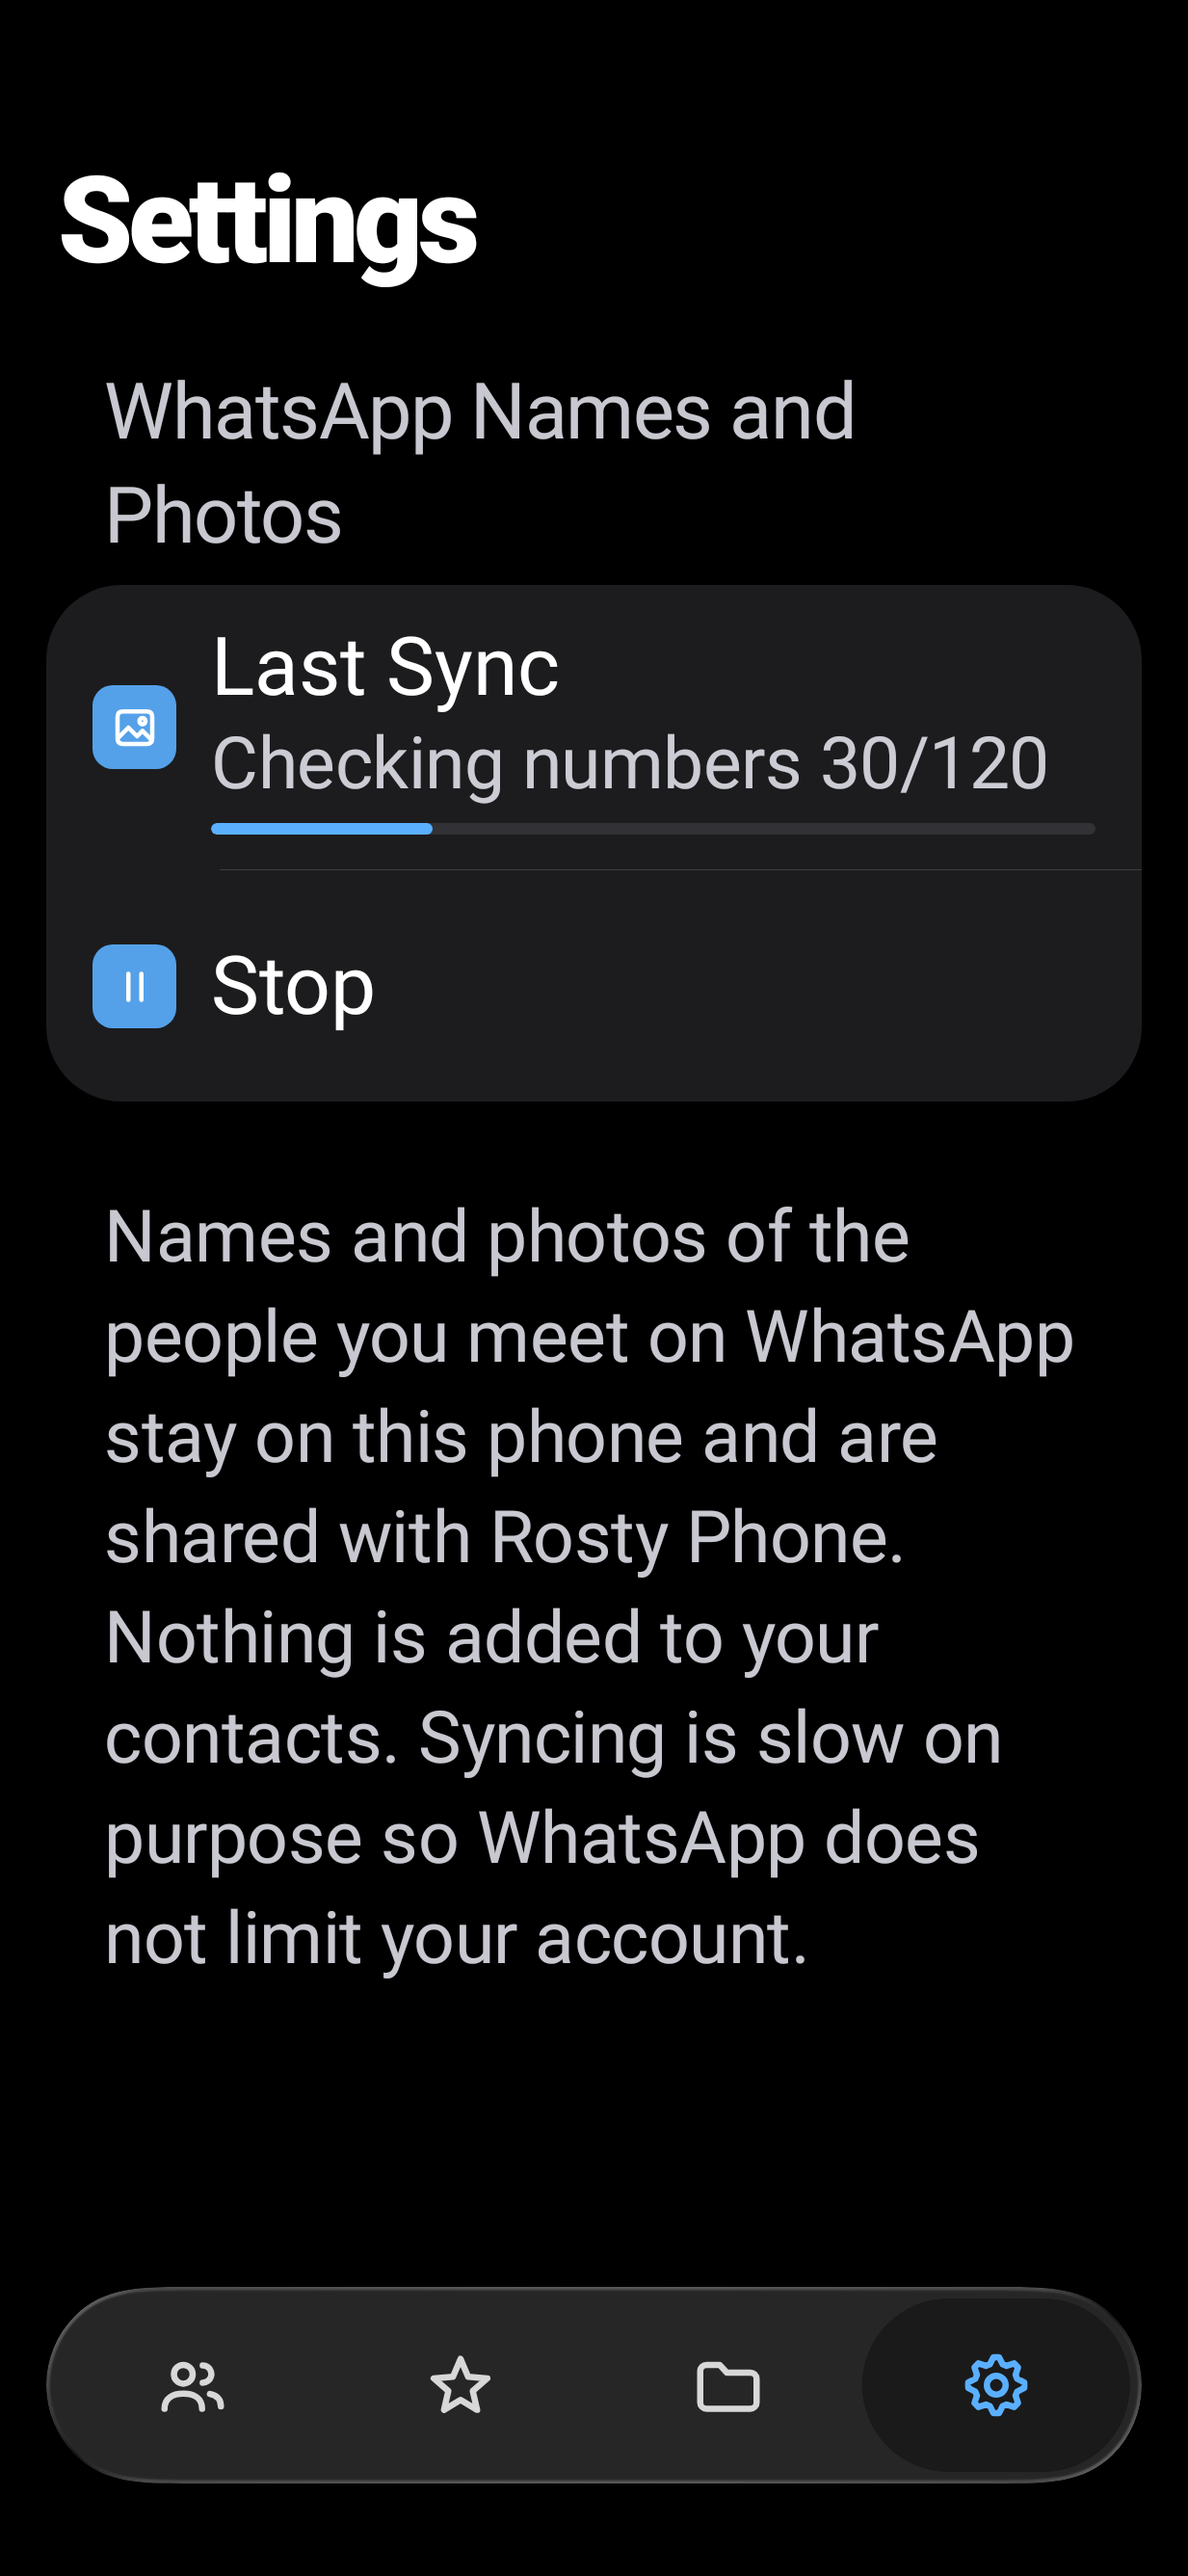 Settings
WhatsApp Names and
Photos
Last Sync
Checking numbers 30/120
Stop
Names and photos of the
people you meet on WhatsApp
stay on this phone and are
shared with Rosty Phone.
Nothing is added to your
contacts. Syncing is slow on
purpose so WhatsApp does
not limit your account.